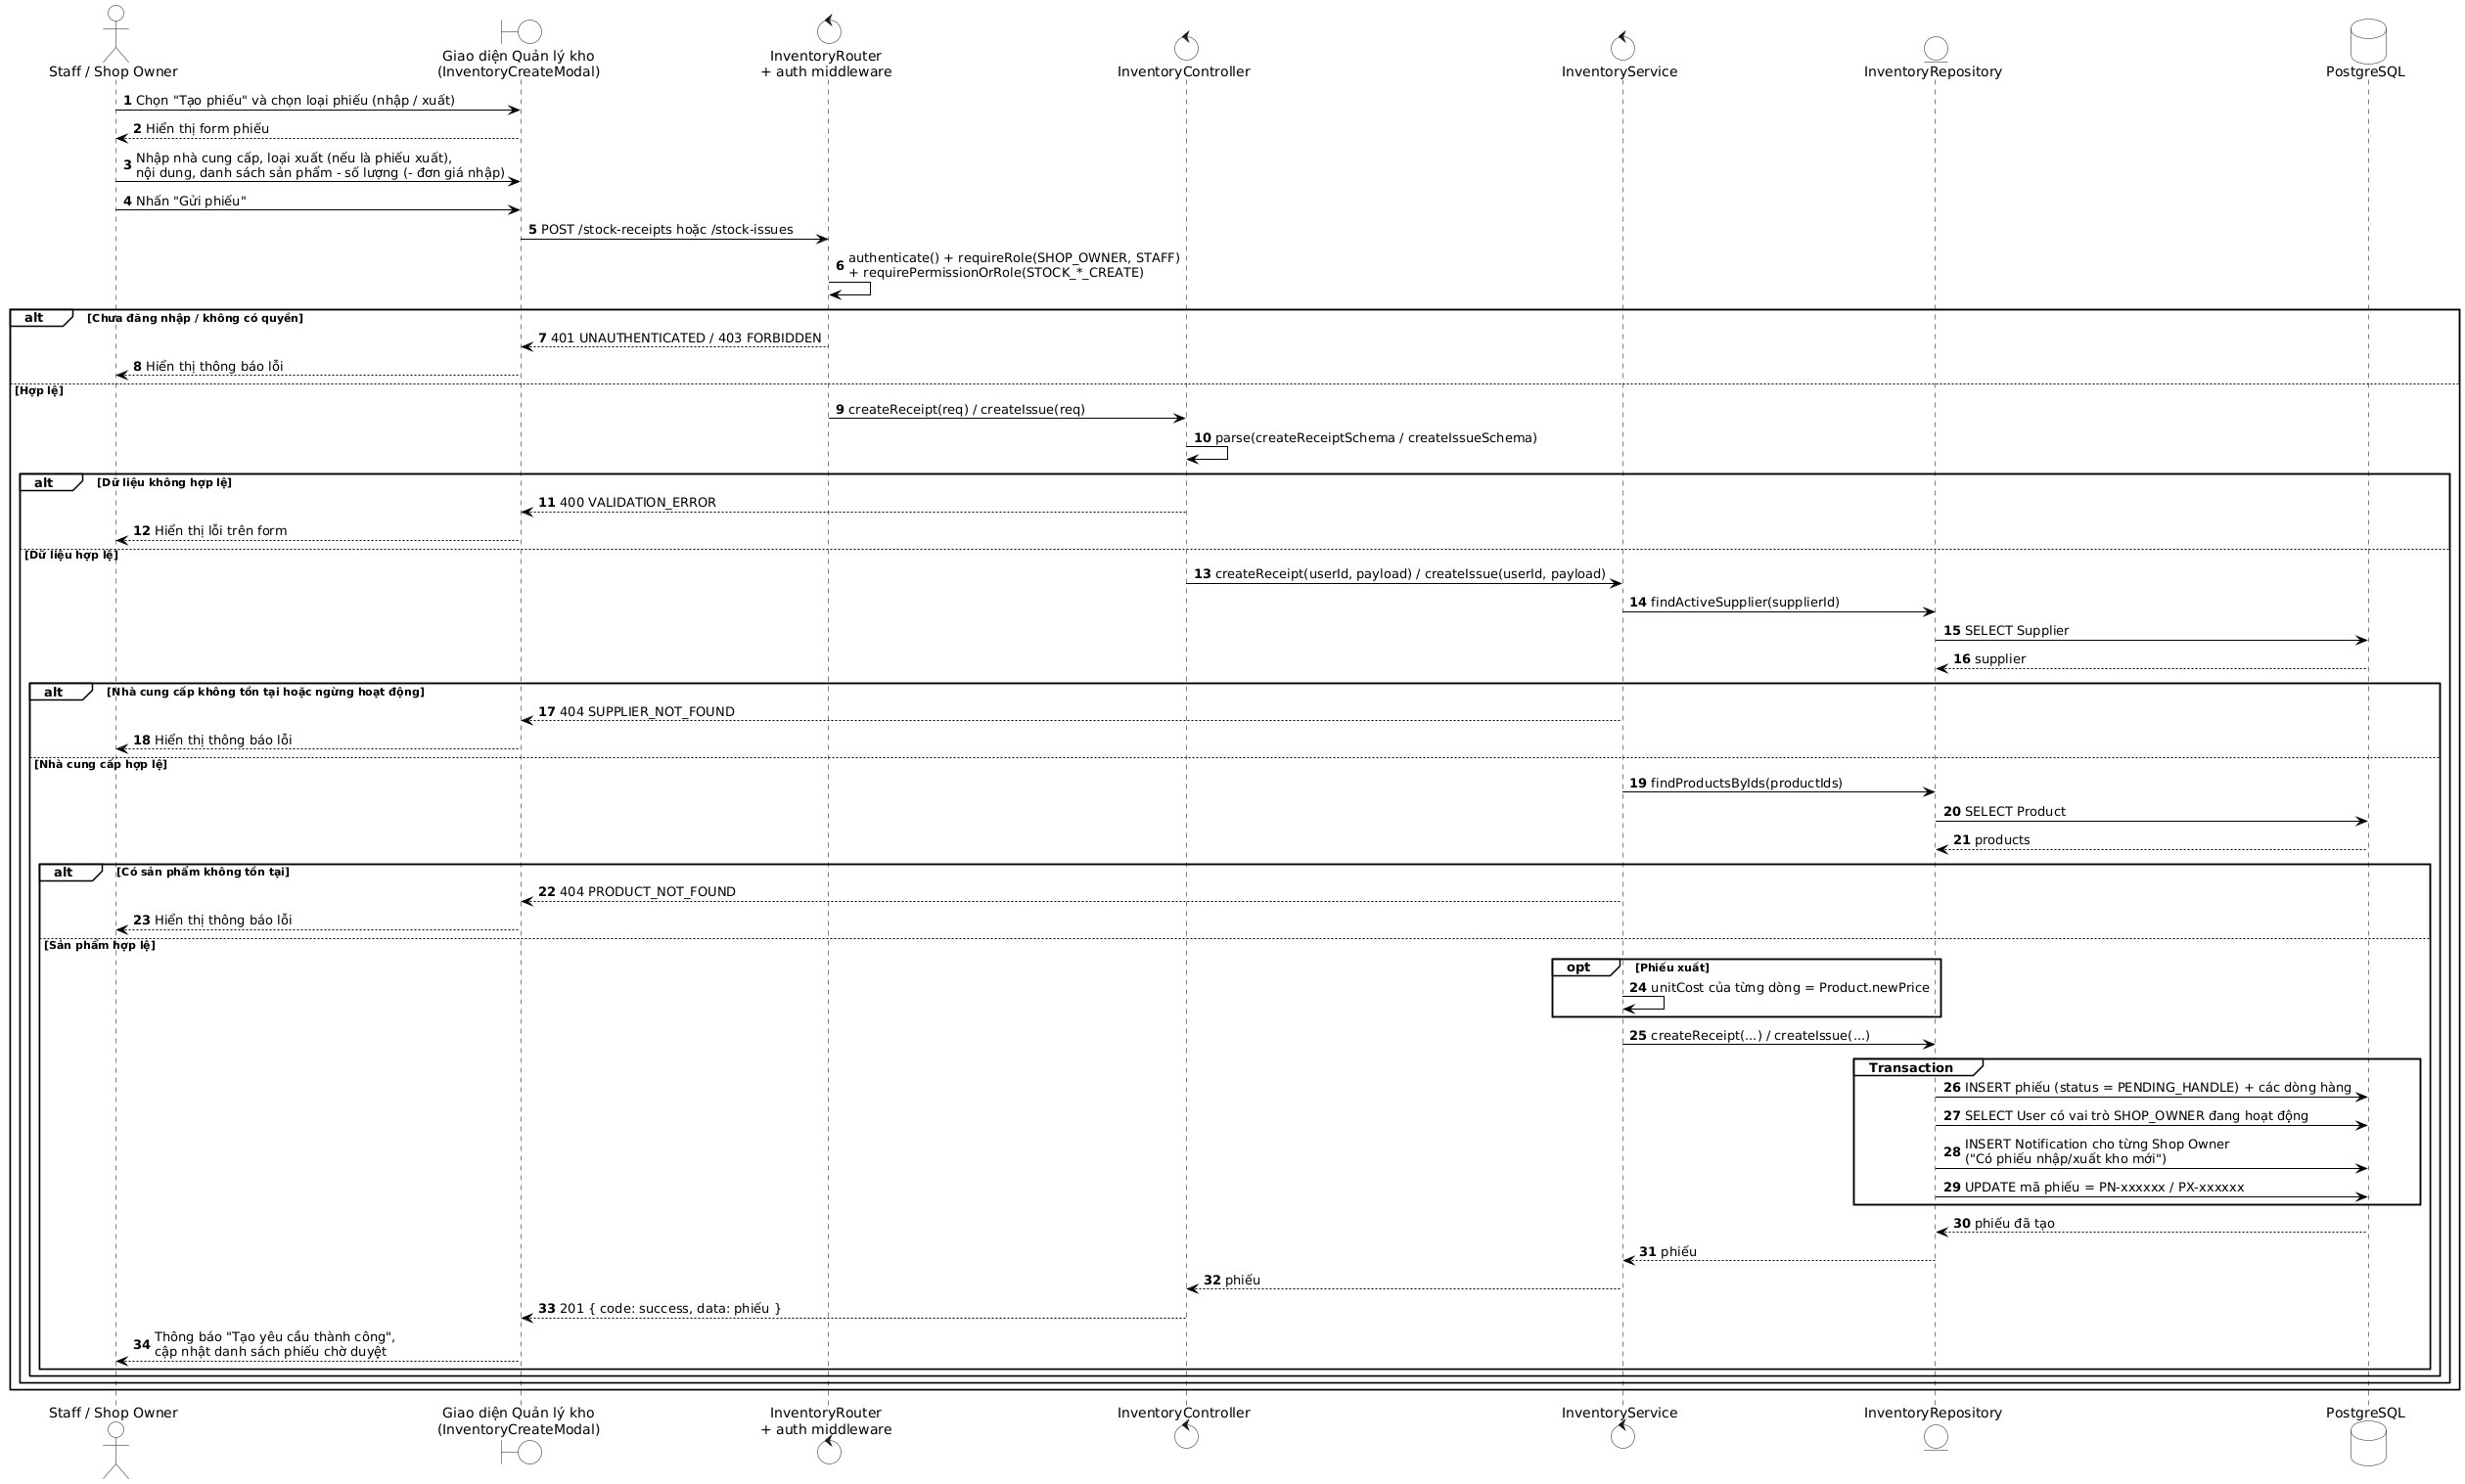 Staff / Shop Owner
Giao diện Quản lý kho
(InventoryCreateModal)
InventoryRouter
+ auth middleware
InventoryController
InventoryService
InventoryRepository
PostgreSQL
1 Chọn "Tạo phiếu" và chọn loại phiếu (nhập / xuất)
2 Hiển thị form phiếu
3 Nhập nhà cung cấp, loại xuất (nếu là phiếu xuất),
nội dung, danh sách sản phẩm - số lượng (- đơn giá nhập)
4 Nhấn "Gửi phiếu"
5 POST /stock-receipts hoặc /stock-issues
6 authenticate() + requireRole(SHOP_OWNER, STAFF)
+ requirePermissionOrRole(STOCK_*_CREATE)
alt [Chưa đăng nhập / không có quyền]
7 401 UNAUTHENTICATED / 403 FORBIDDEN
8 Hiển thị thông báo lỗi
[Hợp lệ]
9 createReceipt(req) / createIssue(req)
10 parse(createReceiptSchema / createIssueSchema)
alt [Dữ liệu không hợp lệ]
11 400 VALIDATION_ERROR
12 Hiển thị lỗi trên form
[Dữ liệu hợp lệ]
13 createReceipt(userId, payload) / createIssue(userId, payload)
14 findActiveSupplier(supplierId)
15 SELECT Supplier
16 supplier
alt [Nhà cung cấp không tồn tại hoặc ngừng hoạt động]
17 404 SUPPLIER_NOT_FOUND
18 Hiển thị thông báo lỗi
[Nhà cung cấp hợp lệ]
19 findProductsByIds(productIds)
20 SELECT Product
21 products
alt [Có sản phẩm không tồn tại]
22 404 PRODUCT_NOT_FOUND
23 Hiển thị thông báo lỗi
[Sản phẩm hợp lệ]
opt [Phiếu xuất]
24 unitCost của từng dòng = Product.newPrice
25 createReceipt(...) / createIssue(...)
Transaction
26 INSERT phiếu (status = PENDING_HANDLE) + các dòng hàng
27 SELECT User có vai trò SHOP_OWNER đang hoạt động
28 INSERT Notification cho từng Shop Owner
("Có phiếu nhập/xuất kho mới")
29 UPDATE mã phiếu = PN-xxxxxx / PX-xxxxxx
30 phiếu đã tạo
31 phiếu
32 phiếu
33 201 { code: success, data: phiếu }
34 Thông báo "Tạo yêu cầu thành công",
cập nhật danh sách phiếu chờ duyệt
Staff / Shop Owner
Giao diện Quản lý kho
(InventoryCreateModal)
InventoryRouter
+ auth middleware
InventoryController
InventoryService
InventoryRepository
PostgreSQL